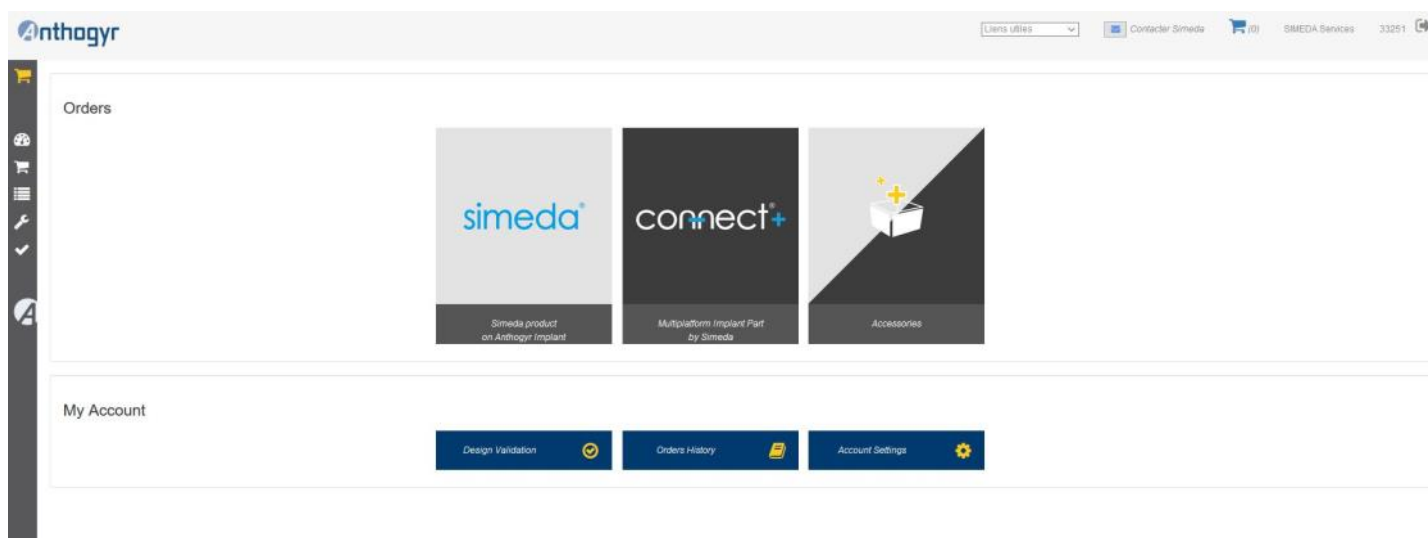 Anthogyr
Liens utiles
Contacter Simeda
(0)
SIMEDA Services
33251
Orders
simeda®
connect®+
Simeda product
on Anthogyr Implant
Multiplatform Implant Part
by Simeda
Accessories
My Account
Design Validation
Orders History
Account Settings